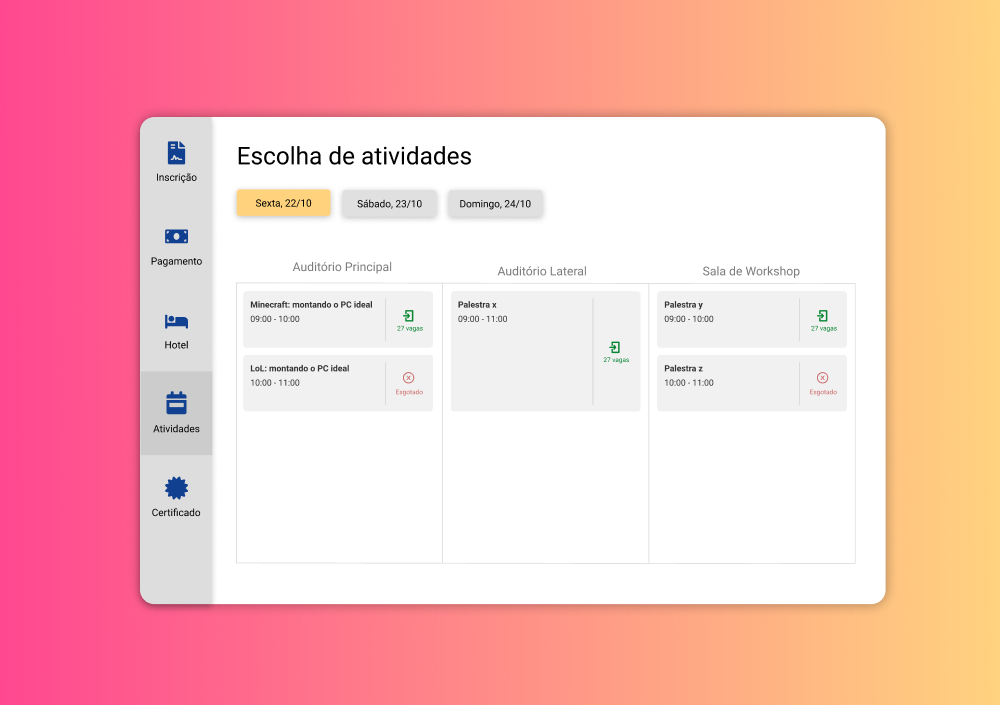 Inscrição
Pagamento
Hotel
Atividades
Certificado
Escolha de atividades
Sexta, 22/10
Sábado, 23/10
Domingo, 24/10
Auditório Principal
Auditório Lateral
Sala de Workshop
Minecraft: montando o PC ideal
09:00 - 10:00
27 vagas
LoL: montando o PC ideal
10:00 - 11:00
Esgotado
Palestra x
09:00 - 11:00
27 vagas
Palestra y
09:00 - 10:00
27 vagas
Palestra z
10:00 - 11:00
Esgotado